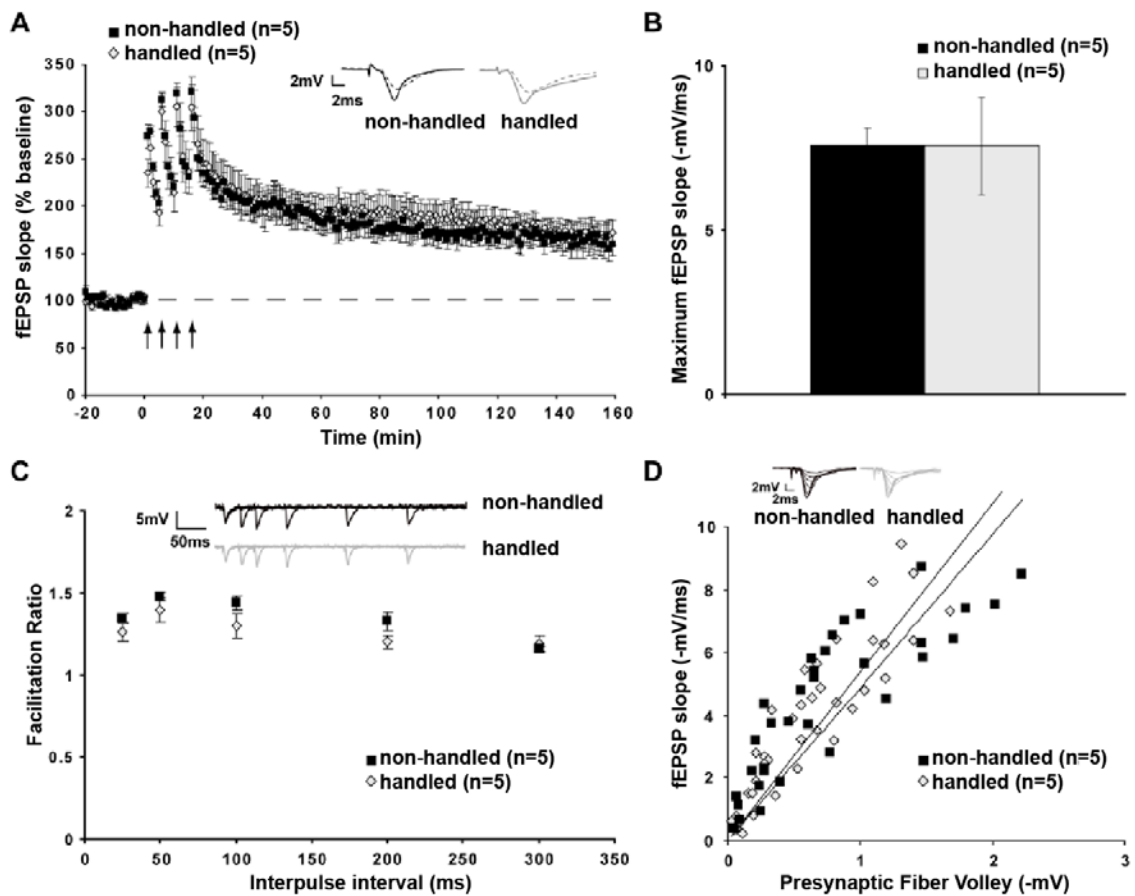 A
non-handled (n=5)
handled (n=5)
fEPSP slope (% baseline)
350
300
250
200
150
100
50
0
-20 0 20 40 60 80 100 120 140 160
Time (min)
2mV
2ms
non-handled handled
B
non-handled (n=5)
handled (n=5)
Maximum fEPSP slope (-mV/ms)
10
5
0
C
Facilitation Ratio
2
1.5
1
0.5
0
0 50 100 150 200 250 300 350
Interpulse interval (ms)
5mV
50ms
non-handled
handled
non-handled (n=5)
handled (n=5)
D
2mV
2ms
non-handled handled
fEPSP slope (-mV/ms)
10
8
6
4
2
0
0 1 2 3
Presynaptic Fiber Volley (-mV)
non-handled (n=5)
handled (n=5)